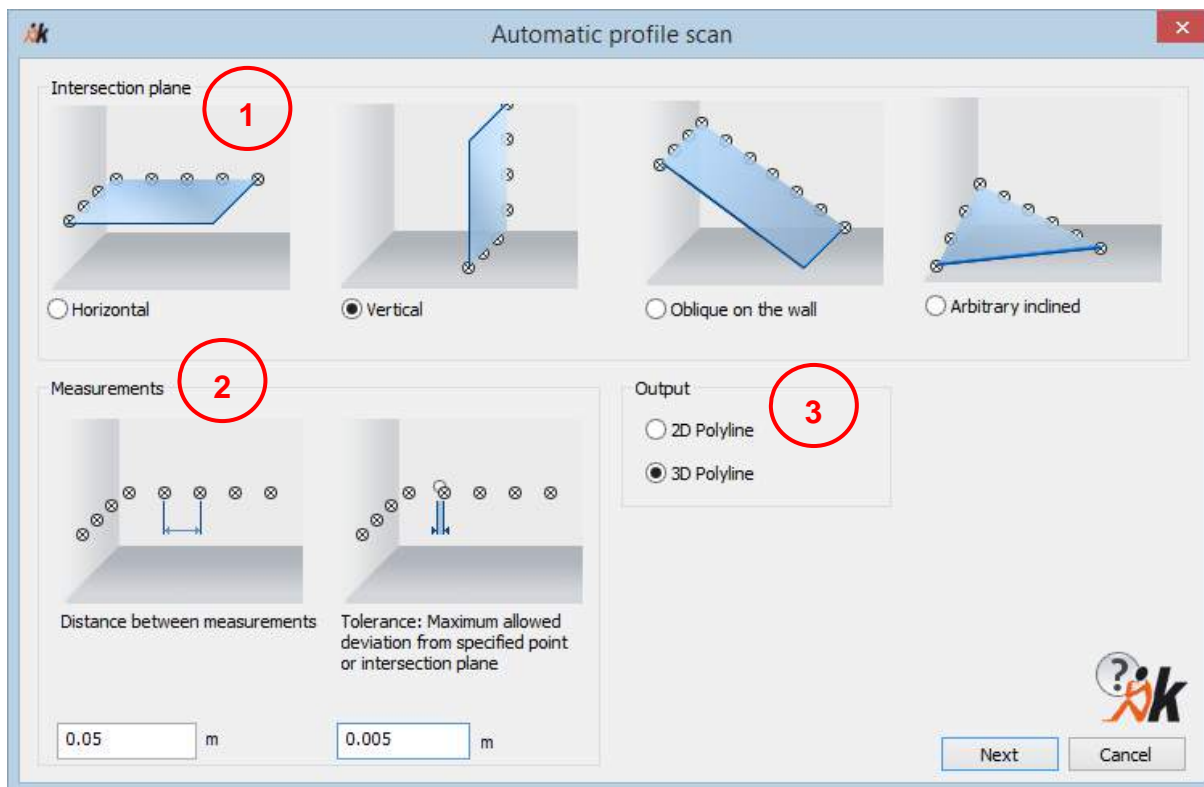 k
Automatic profile scan
Intersection plane
1
Horizontal
Vertical
Oblique on the wall
Arbitrary inclined
Measurements
2
Output
3
2D Polyline
3D Polyline
Distance between measurements
Tolerance: Maximum allowed
deviation from specified point
or intersection plane
0.05 m
0.005 m
?
k
Next
Cancel